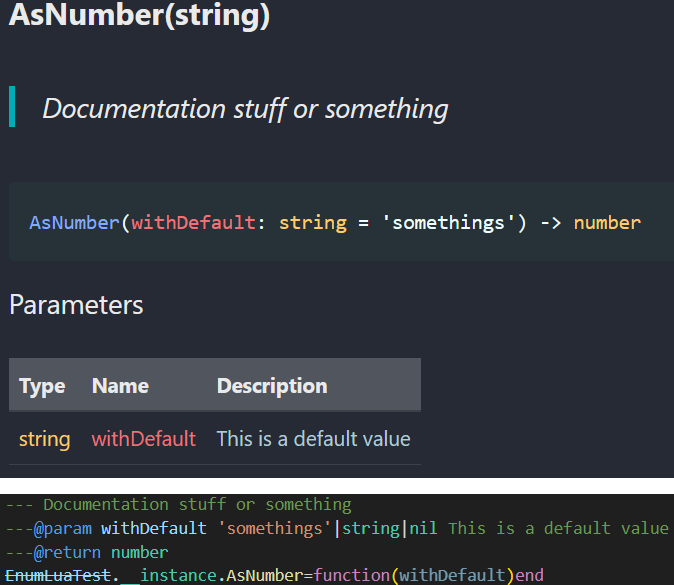 AsNumber(string)
Documentation stuff or something
AsNumber(withDefault: string = 'somethings') -> number
Parameters
Type Name Description
string withDefault This is a default value
--- Documentation stuff or something
---@param withDefault 'somethings'|string|nil This is a default value
---@return number
EnumLuaTest.__instance.AsNumber=function(withDefault)end